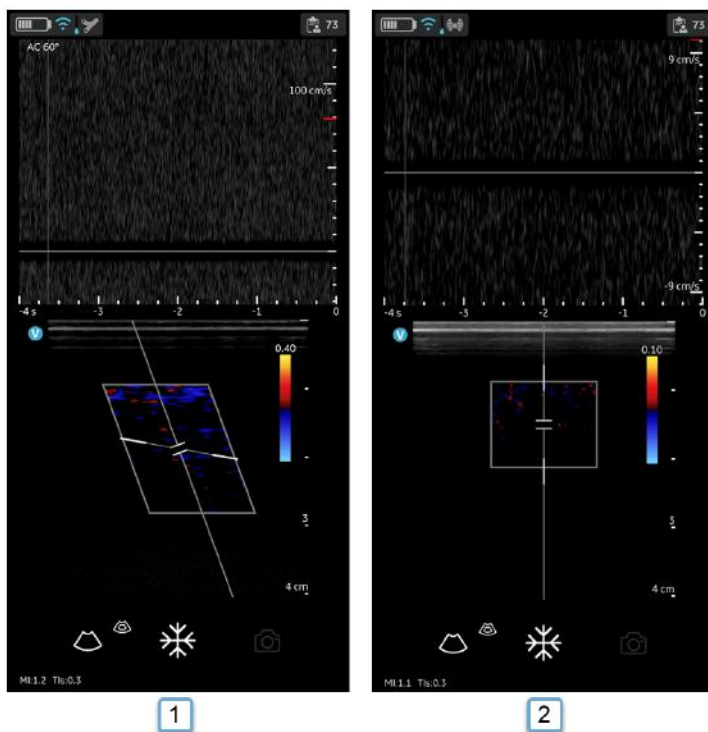 73
AC 60°
100 cm/s
-4 s -3 -2 -1 0
V
0.40
3
4 cm
MI:1.2 TIs:0.3
1
73
9 cm/s
-9 cm/s
-4 s -3 -2 -1 0
V
0.10
3
4 cm
MI:1.1 TIs:0.3
2